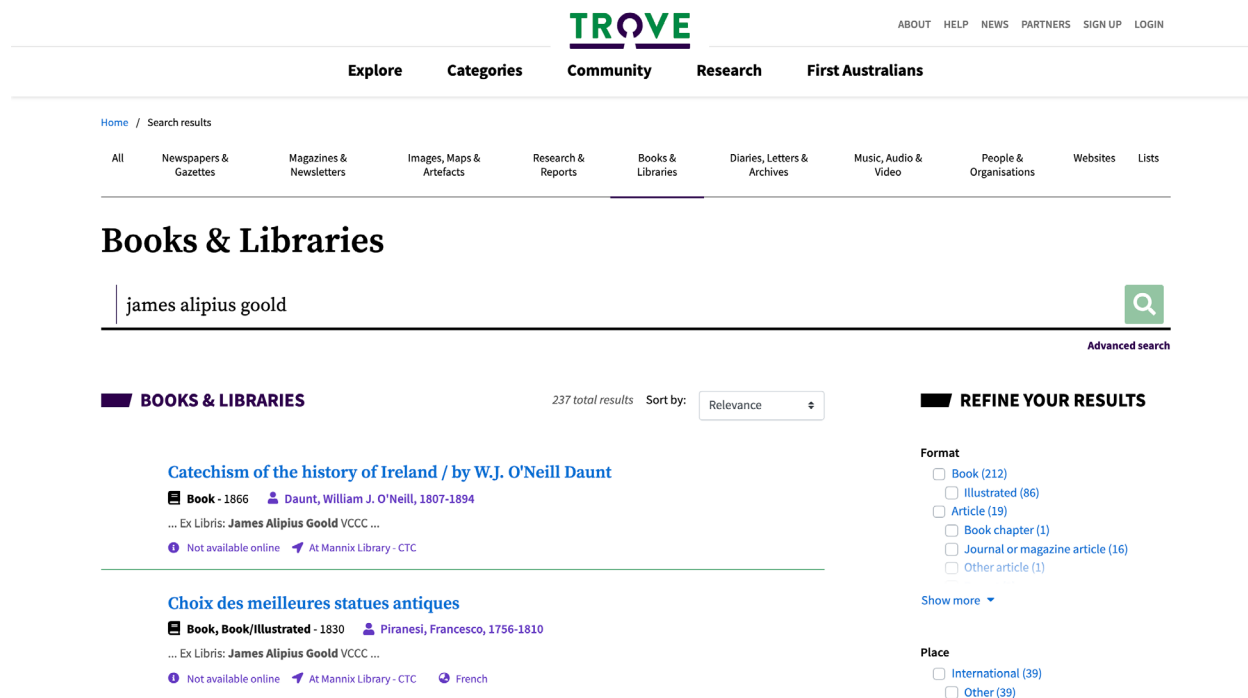 TROVE
ABOUT HELP NEWS PARTNERS SIGN UP LOGIN
Explore Categories Community Research First Australians
Home / Search results
All
Newspapers & Gazettes
Magazines & Newsletters
Images, Maps & Artefacts
Research & Reports
Books & Libraries
Diaries, Letters & Archives
Music, Audio & Video
People & Organisations
Websites
Lists
Books & Libraries
james alipius goold
Advanced search
BOOKS & LIBRARIES
237 total results Sort by: Relevance
Catechism of the history of Ireland / by W.J. O'Neill Daunt
Book - 1866 Daunt, William J. O'Neill, 1807-1894
... Ex Libris: James Alipius Goold VCCC ...
Not available online At Mannix Library - CTC
Choix des meilleures statues antiques
Book, Book/Illustrated - 1830 Piranesi, Francesco, 1756-1810
... Ex Libris: James Alipius Goold VCCC ...
Not available online At Mannix Library - CTC French
REFINE YOUR RESULTS
Format
Book (212)
Illustrated (86)
Article (19)
Book chapter (1)
Journal or magazine article (16)
Other article (1)
Show more
Place
International (39)
Other (39)